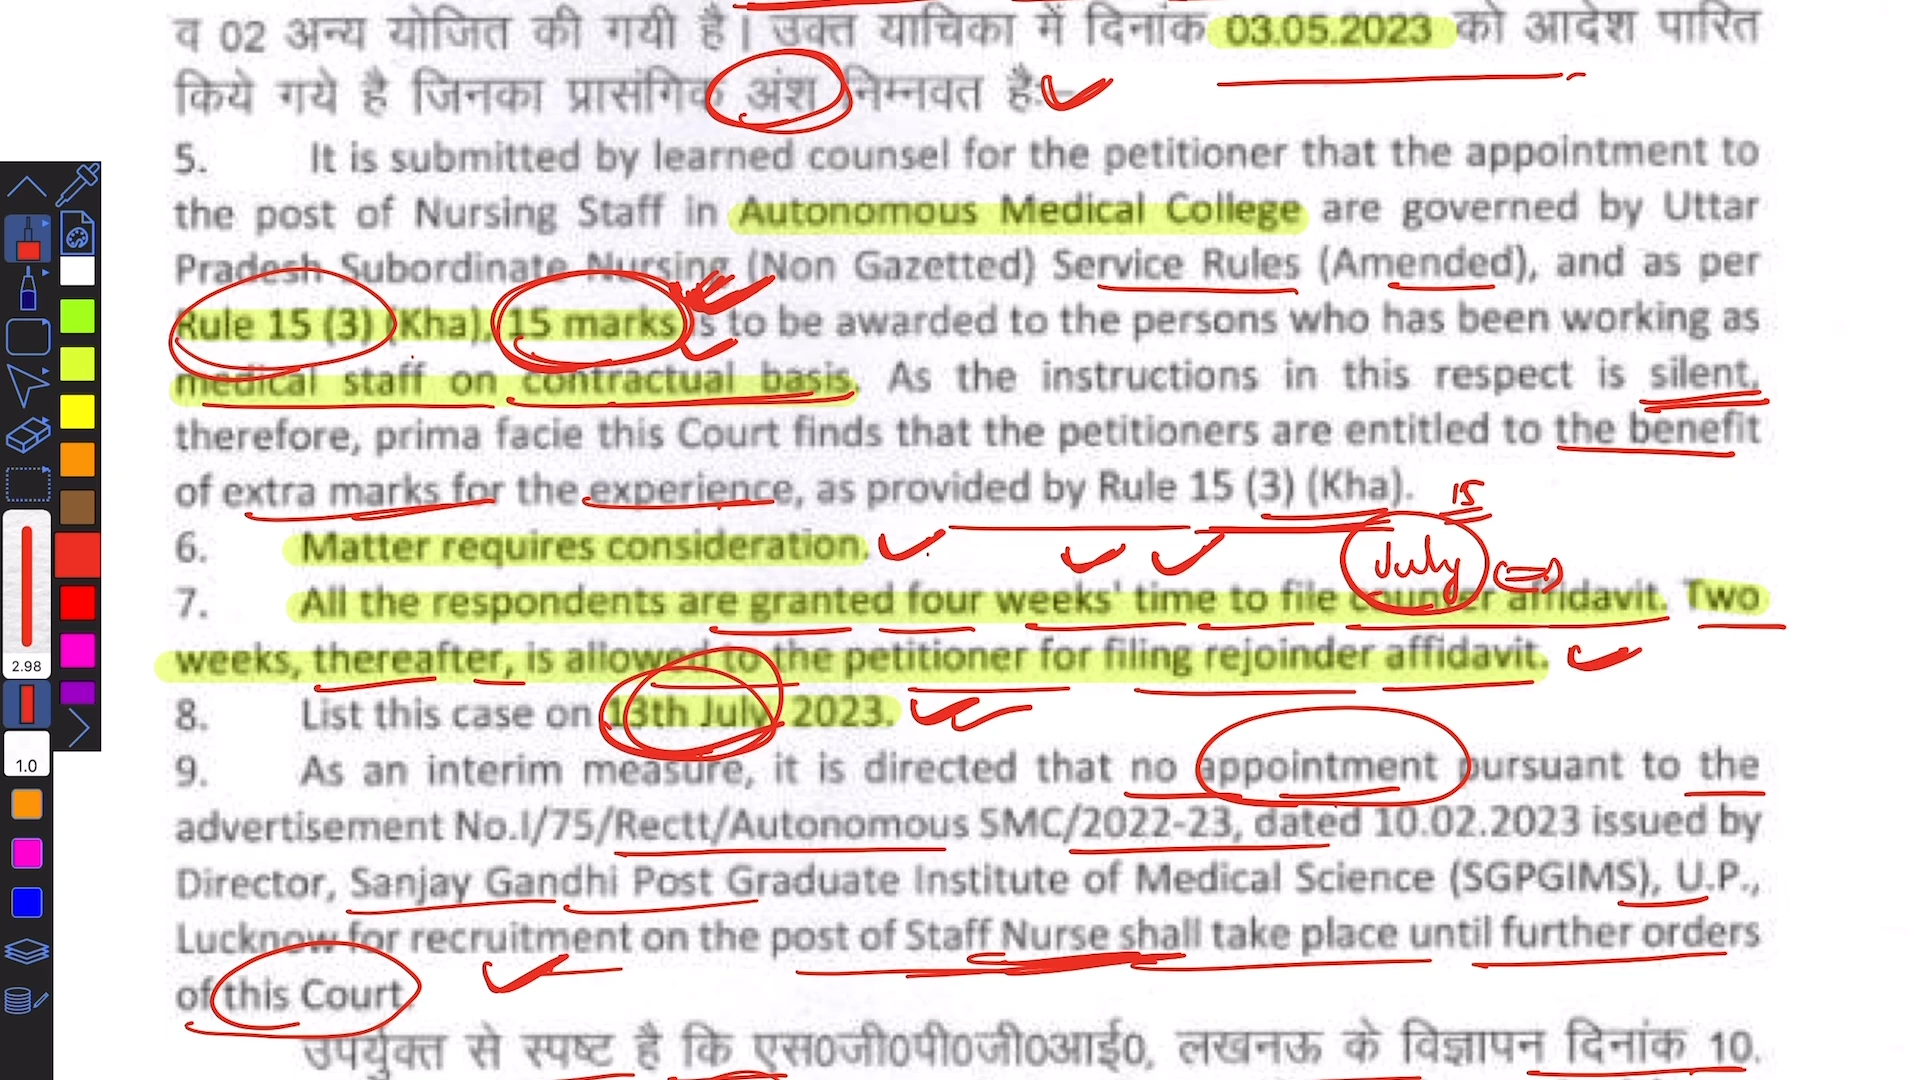 व 02 अन्य योजित की गयी है। उक्त याचिका में दिनांक 03.05.2023 को आदेश पारित
किये गये है जिनका प्रासंगिक अंश निम्नवत है:-
5. It is submitted by learned counsel for the petitioner that the appointment to
the post of Nursing Staff in Autonomous Medical College are governed by Uttar
Pradesh Subordinate Nursing (Non Gazetted) Service Rules (Amended), and as per
Rule 15 (3) (Kha), 15 marks is to be awarded to the persons who has been working as
medical staff on contractual basis. As the instructions in this respect is silent,
therefore, prima facie this Court finds that the petitioners are entitled to the benefit
of extra marks for the experience, as provided by Rule 15 (3) (Kha).
15
6. Matter requires consideration.
July
7. All the respondents are granted four weeks' time to file counter affidavit. Two
weeks, thereafter, is allowed to the petitioner for filing rejoinder affidavit.
8. List this case on 13th July, 2023.
9. As an interim measure, it is directed that no appointment pursuant to the
advertisement No.I/75/Rectt/Autonomous SMC/2022-23, dated 10.02.2023 issued by
Director, Sanjay Gandhi Post Graduate Institute of Medical Science (SGPGIMS), U.P.,
Lucknow for recruitment on the post of Staff Nurse shall take place until further orders
of this Court.
उपर्युक्त से स्पष्ट है कि एस0जी0पी0जी0आई0, लखनऊ के विज्ञापन दिनांक 10.
2.98
1.0